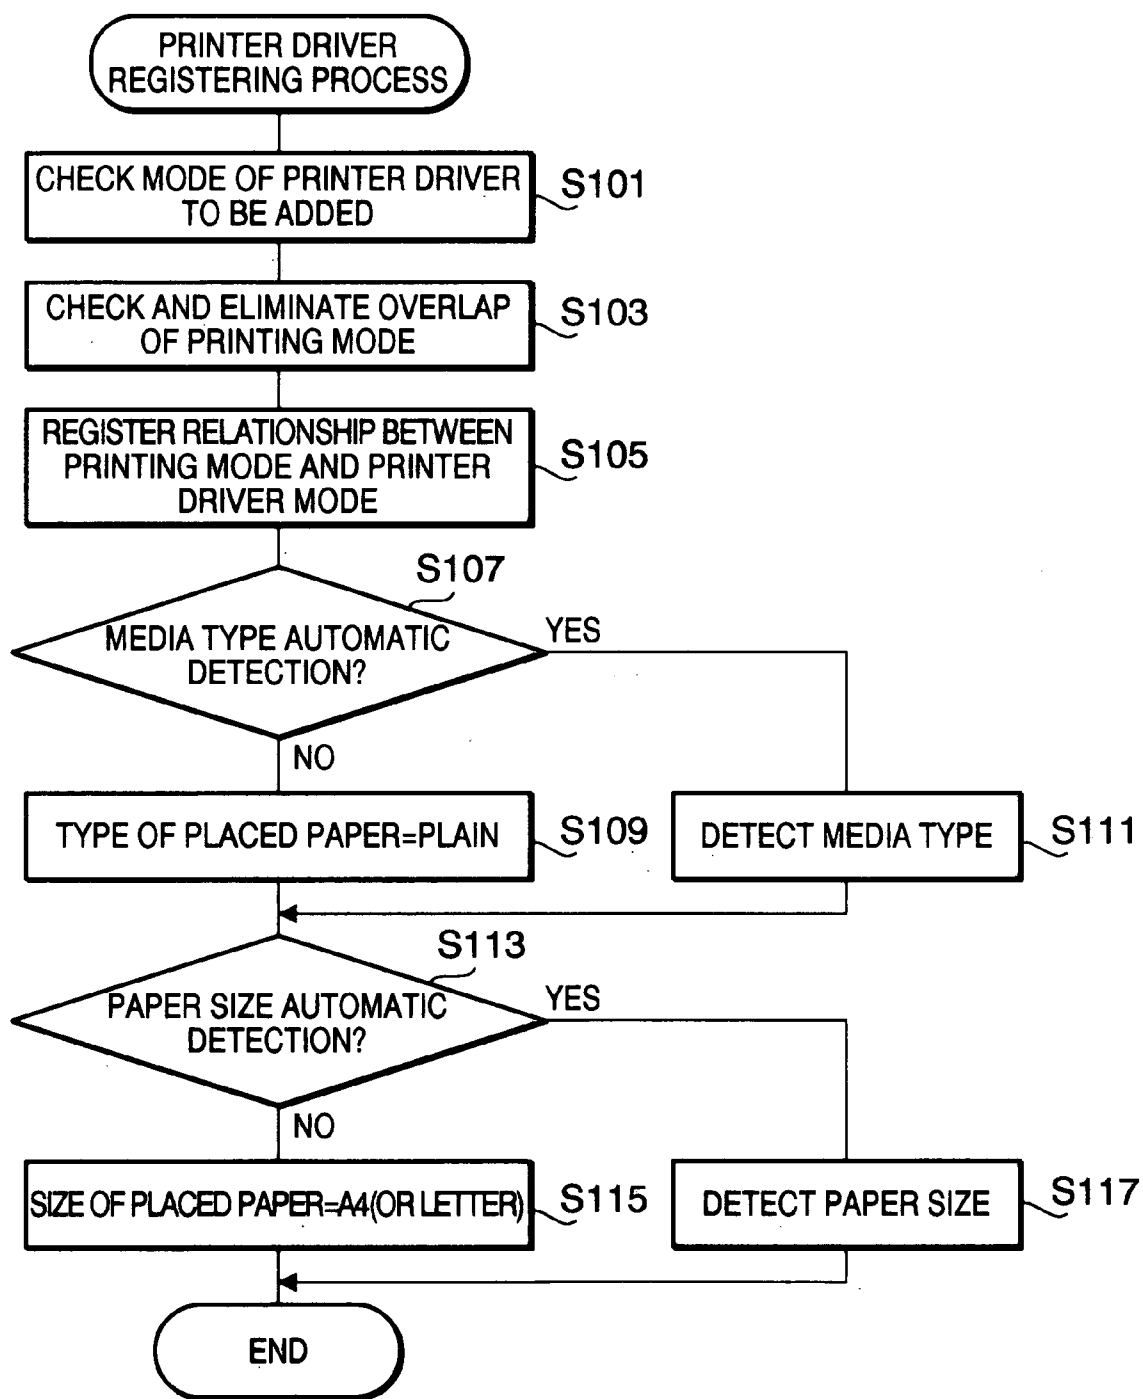 PRINTER DRIVER
REGISTERING PROCESS
CHECK MODE OF PRINTER DRIVER
TO BE ADDED
S101
CHECK AND ELIMINATE OVERLAP
OF PRINTING MODE
S103
REGISTER RELATIONSHIP BETWEEN
PRINTING MODE AND PRINTER
DRIVER MODE
S105
S107
MEDIA TYPE AUTOMATIC
DETECTION?
YES
NO
TYPE OF PLACED PAPER=PLAIN
S109
DETECT MEDIA TYPE
S111
S113
PAPER SIZE AUTOMATIC
DETECTION?
YES
NO
SIZE OF PLACED PAPER=A4(OR LETTER)
S115
DETECT PAPER SIZE
S117
END